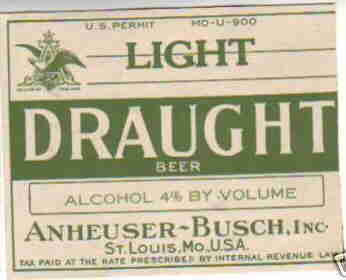 U.S. PERMIT MO-U-900
LIGHT
DRAUGHT
BEER
ALCOHOL 4% BY VOLUME
ANHEUSER-BUSCH, INC.
ST. LOUIS, MO., U.S.A.
TAX PAID AT THE RATE PRESCRIBED BY INTERNAL REVENUE LA